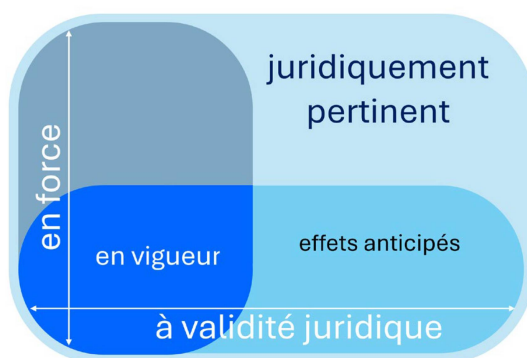 juridiquement
pertinent
en force
en vigueur
effets anticipés
à validité juridique